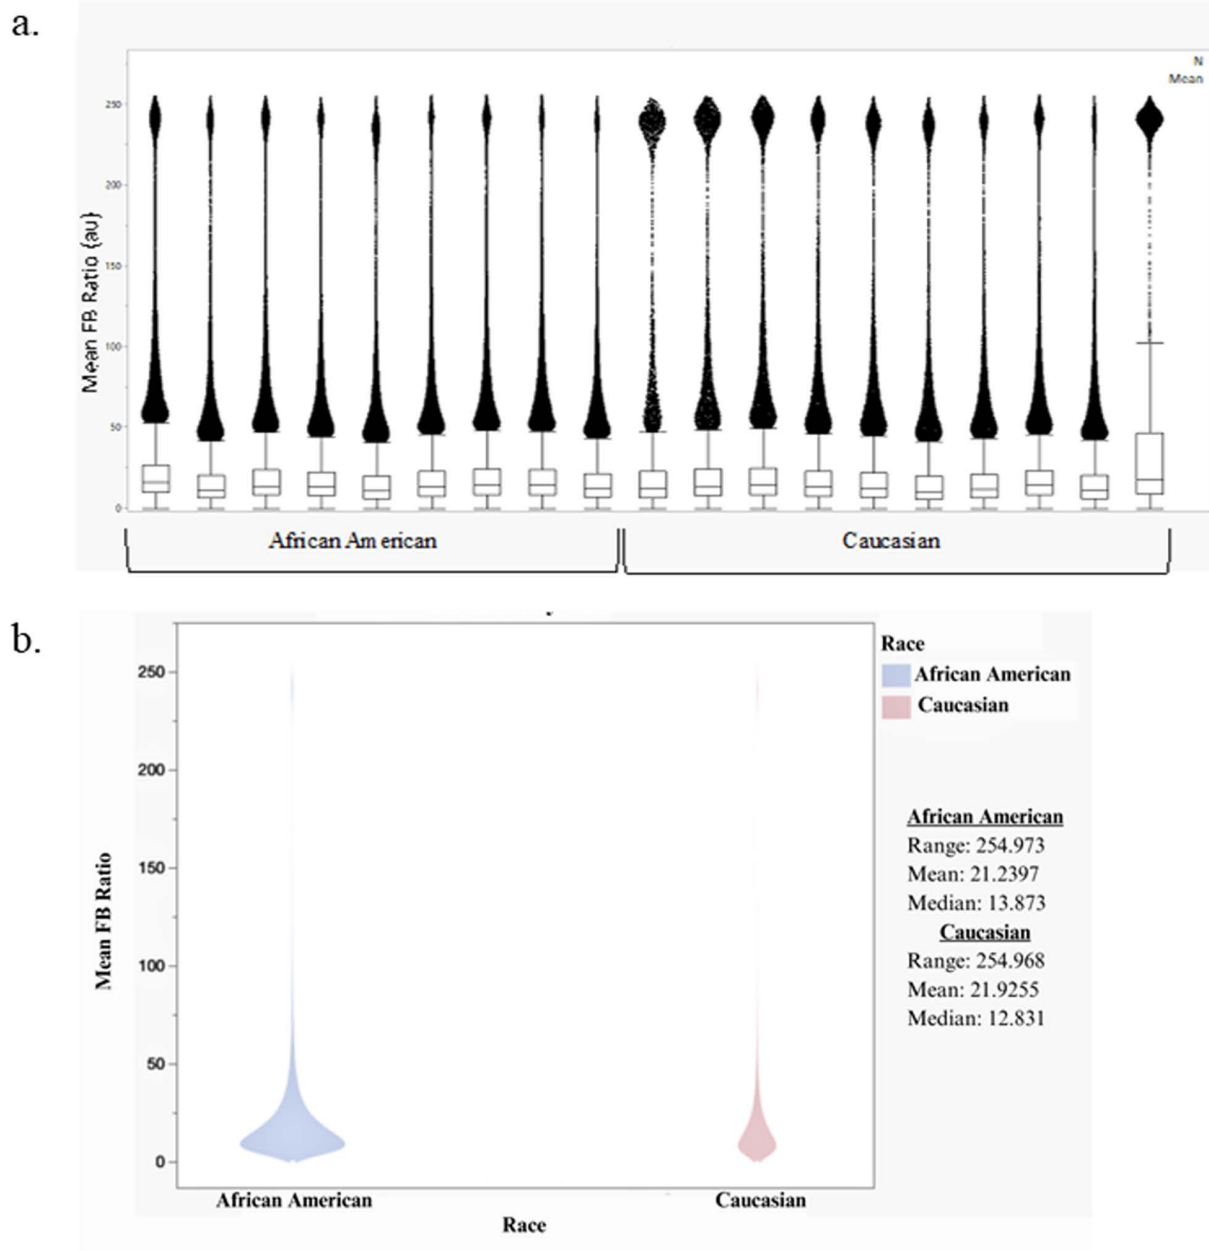 a.
N
Mean
250
200
150
100
50
0
Mean FB Ratio (au)
African American
Caucasian
b.
250
200
150
100
50
0
Mean FB Ratio
African American
Caucasian
Race
Race
African American
Caucasian
African American
Range: 254.973
Mean: 21.2397
Median: 13.873
Caucasian
Range: 254.968
Mean: 21.9255
Median: 12.831